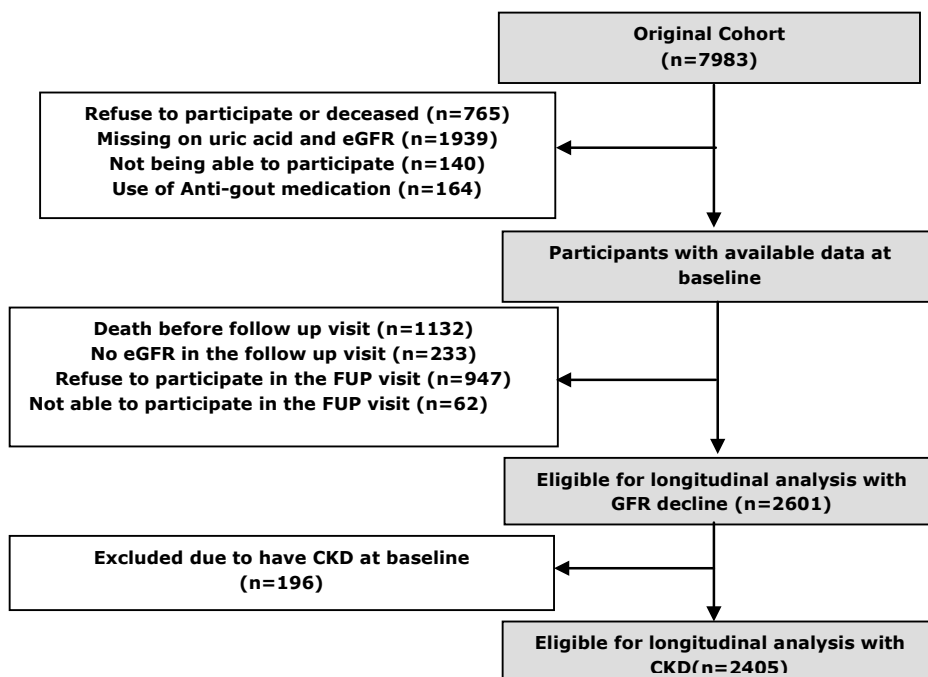 Original Cohort
(n=7983)
Refuse to participate or deceased (n=765)
Missing on uric acid and eGFR (n=1939)
Not being able to participate (n=140)
Use of Anti-gout medication (n=164)
Participants with available data at
baseline
Death before follow up visit (n=1132)
No eGFR in the follow up visit (n=233)
Refuse to participate in the FUP visit (n=947)
Not able to participate in the FUP visit (n=62)
Eligible for longitudinal analysis with
GFR decline (n=2601)
Excluded due to have CKD at baseline
(n=196)
Eligible for longitudinal analysis with
CKD(n=2405)